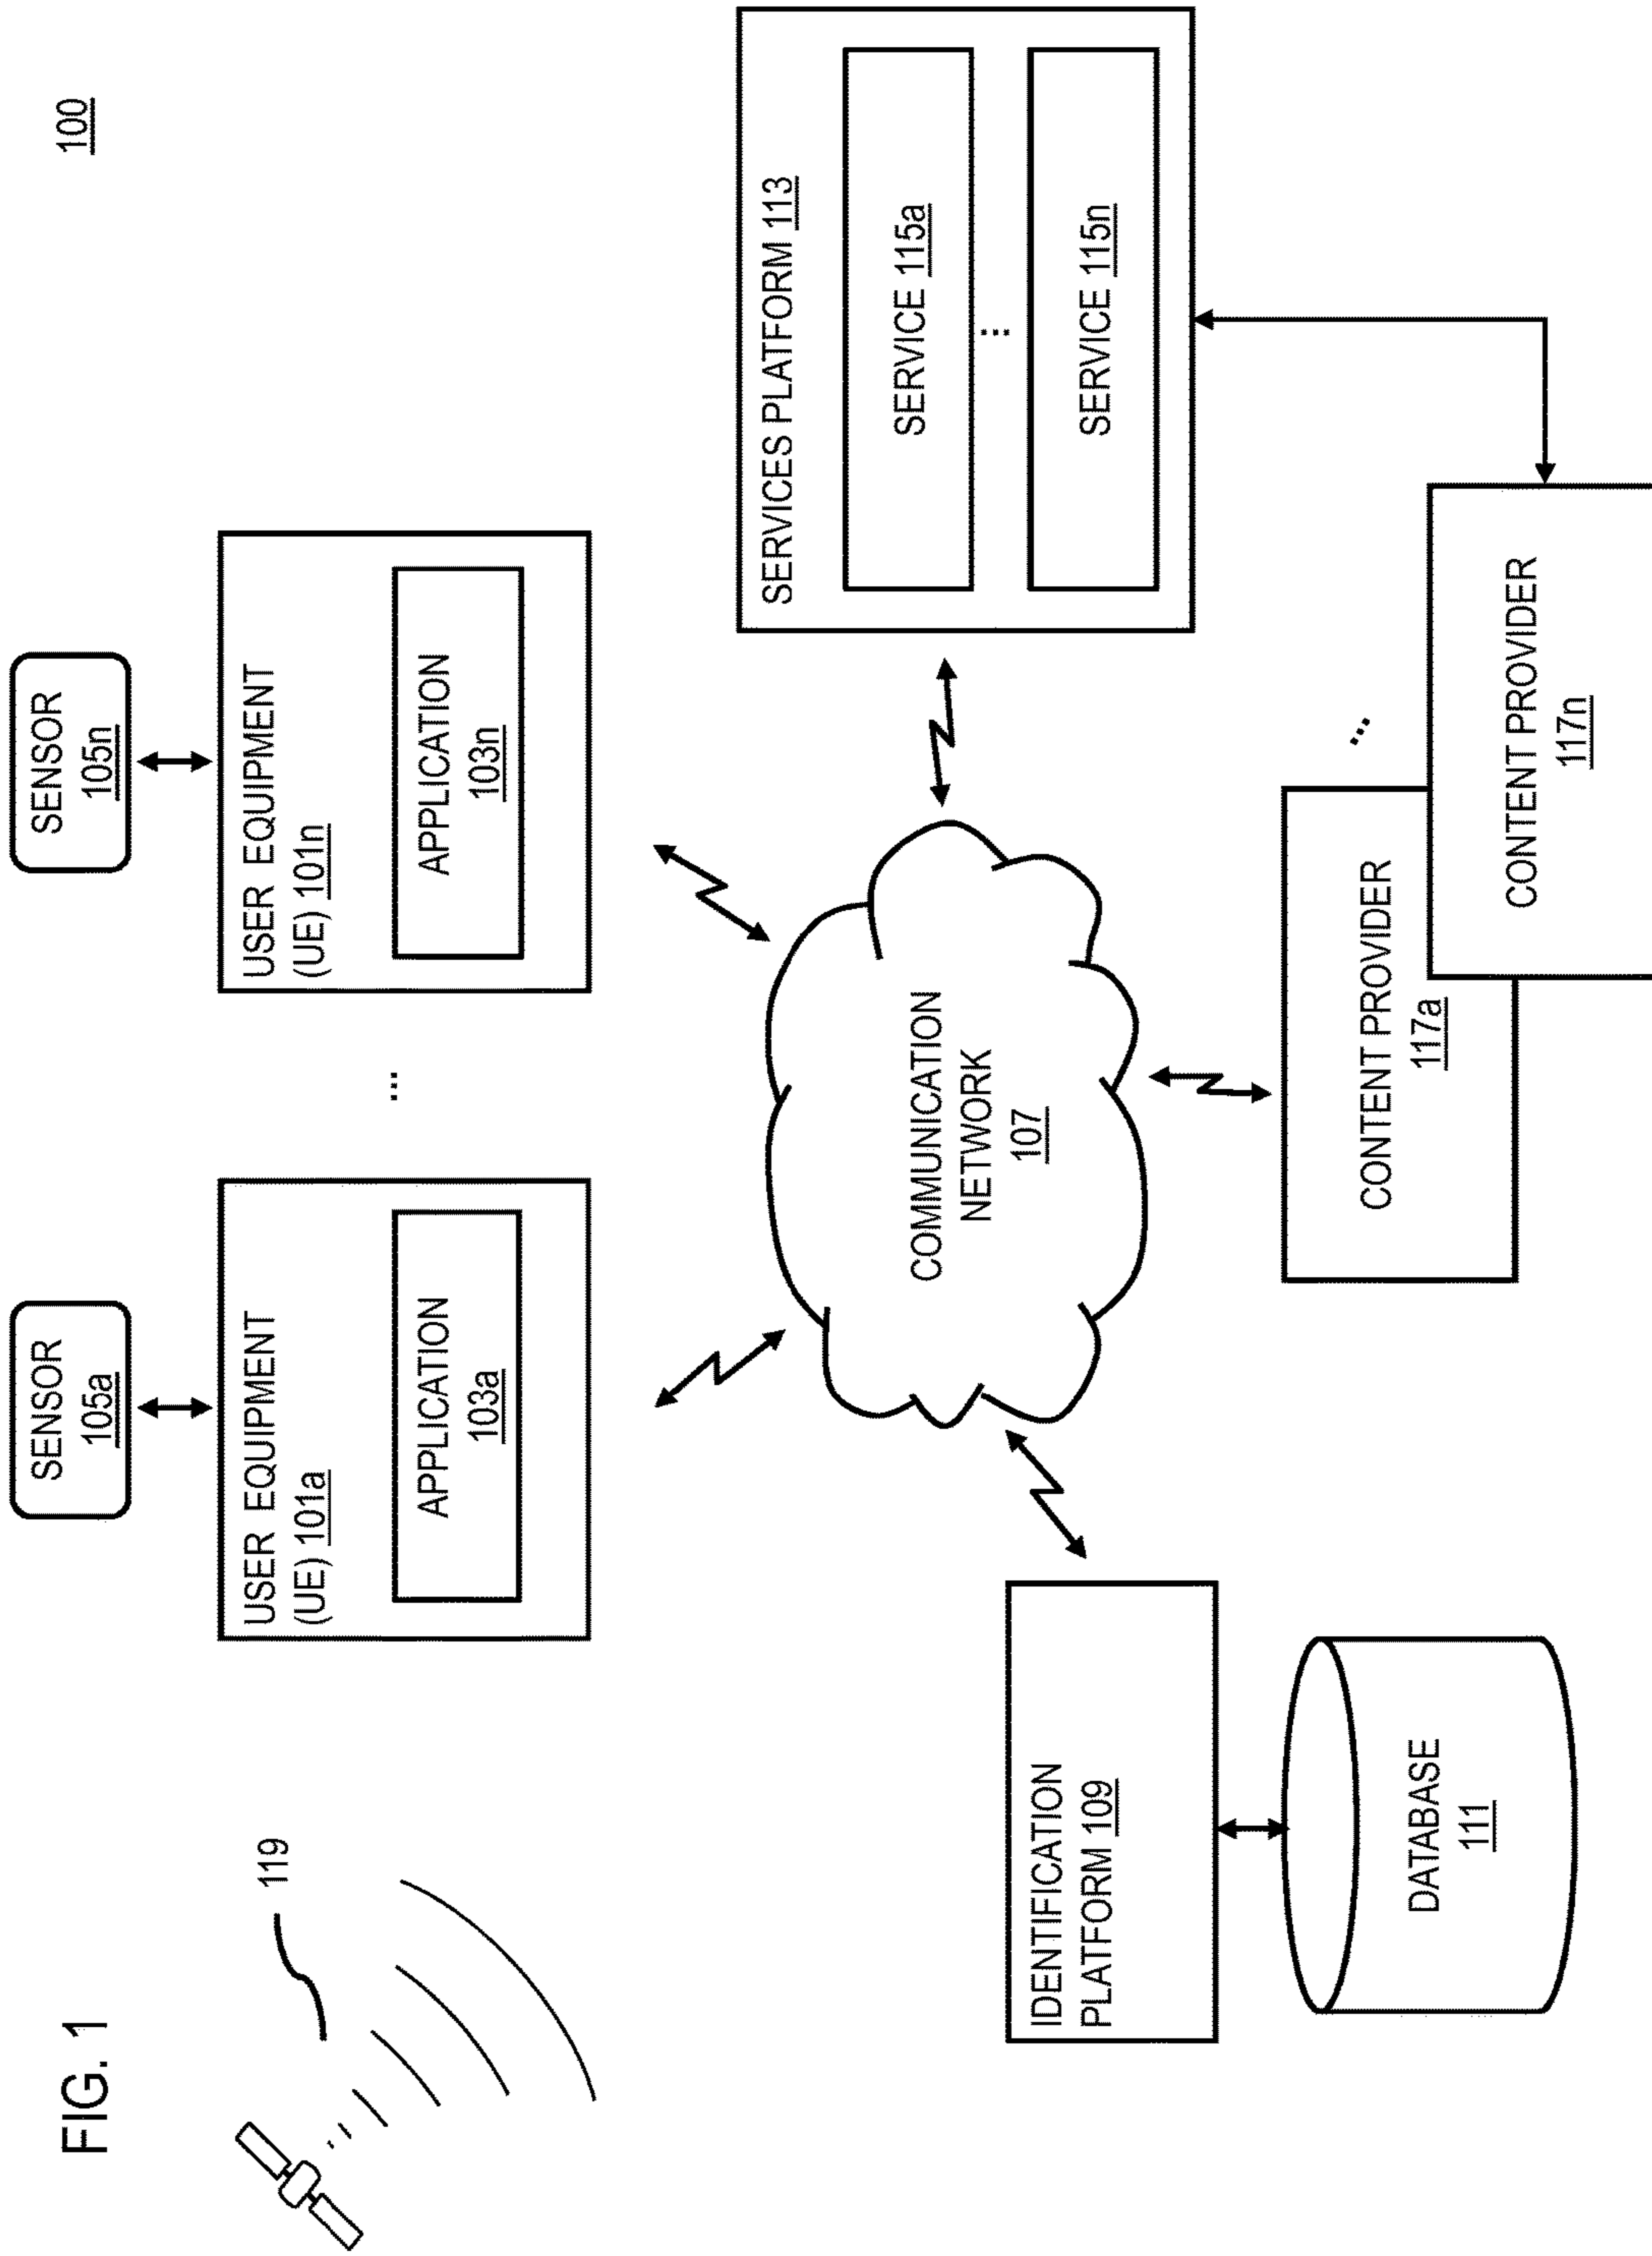 FIG. 1
100
119
SENSOR
105a
SENSOR
105n
USER EQUIPMENT
(UE) 101a
APPLICATION
103a
...
USER EQUIPMENT
(UE) 101n
APPLICATION
103n
COMMUNICATION
NETWORK
107
SERVICES PLATFORM 113
SERVICE 115a
...
SERVICE 115n
IDENTIFICATION
PLATFORM 109
DATABASE
111
CONTENT PROVIDER
117a
...
CONTENT PROVIDER
117n